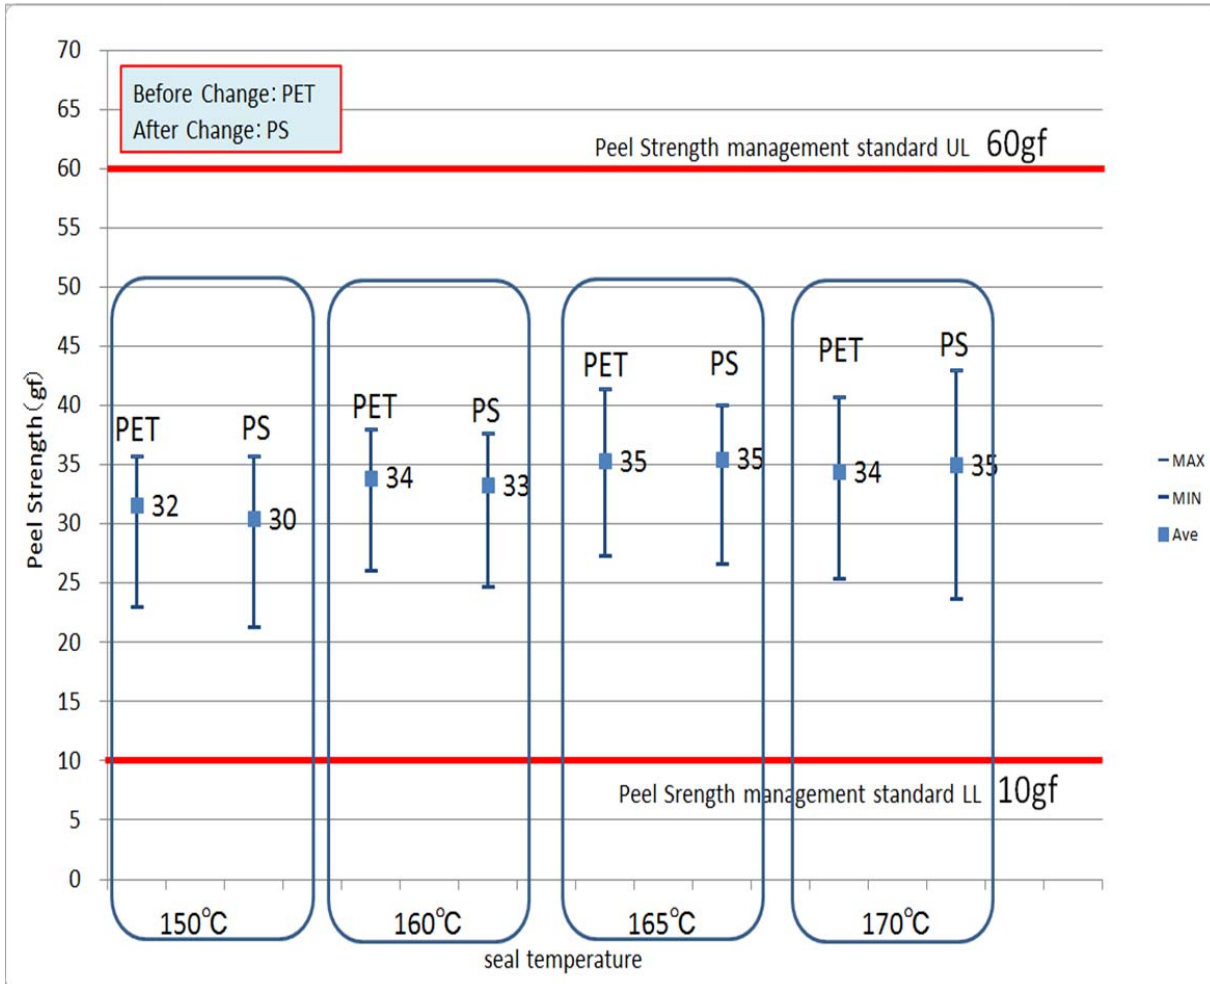 70
65
60
55
50
45
40
35
30
25
20
15
10
5
0
Peel Strength(gf)
Before Change: PET
After Change: PS
Peel Strength management standard UL 60gf
PET
PS
PET
PS
PET
PS
PET
PS
32
30
34
33
35
35
34
35
MAX
MIN
Ave
Peel Srength management standard LL 10gf
150℃
160℃
165℃
170℃
seal temperature